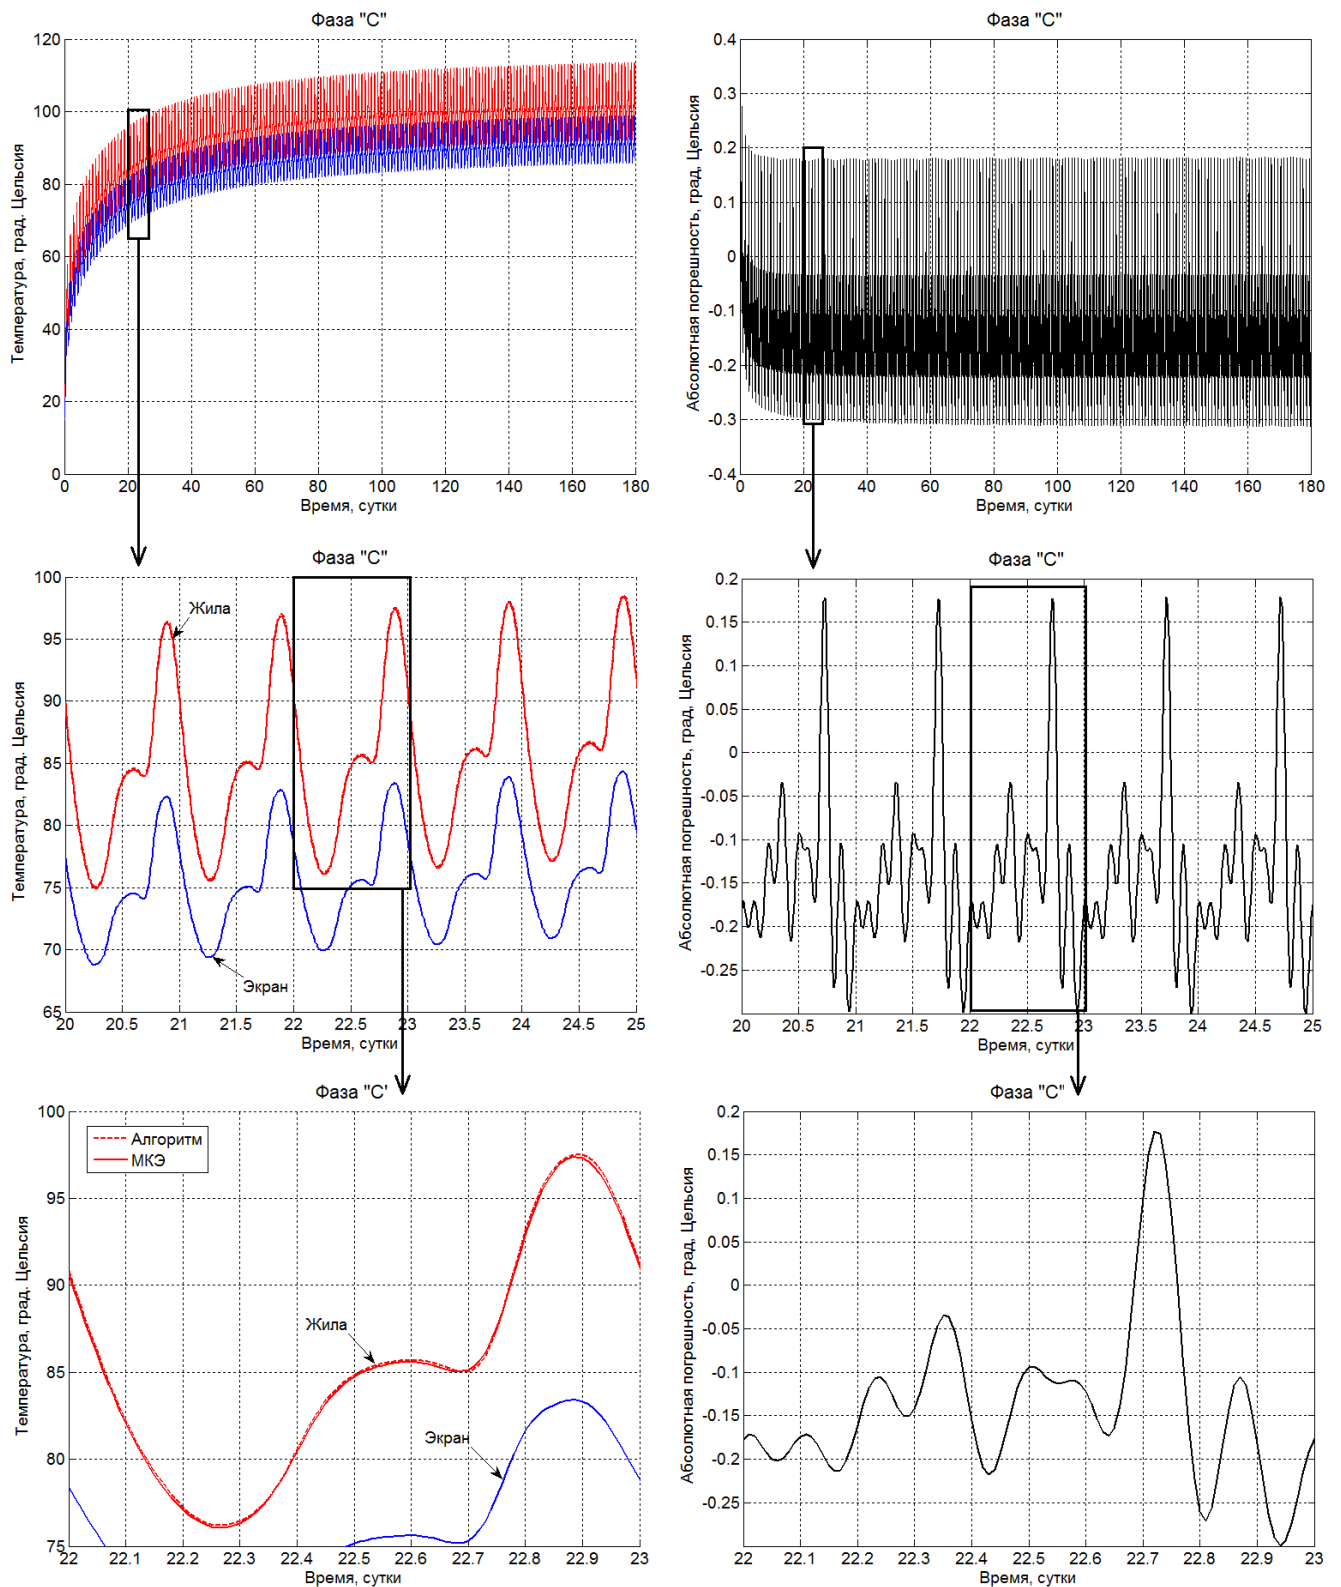 Фаза "С"
Температура, град. Цельсия
120
100
80
60
40
20
0
0 20 40 60 80 100 120 140 160 180
Время, сутки
Фаза "С"
Абсолютная погрешность, град, Цельсия
0.4
0.3
0.2
0.1
0
-0.1
-0.2
-0.3
-0.4
0 20 40 60 80 100 120 140 160 180
Время, сутки
Фаза "С"
Температура, град. Цельсия
100
95
90
85
80
75
70
65
Жила
Экран
20 20.5 21 21.5 22 22.5 23 23.5 24 24.5 25
Время, сутки
Фаза "С"
Абсолютная погрешность, град, Цельсия
0.2
0.15
0.1
0.05
0
-0.05
-0.1
-0.15
-0.2
-0.25
20 20.5 21 21.5 22 22.5 23 23.5 24 24.5 25
Время, сутки
Фаза "С'
Температура, град. Цельсия
100
95
90
85
80
75
Алгоритм
МКЭ
Жила
Экран
22 22.1 22.2 22.3 22.4 22.5 22.6 22.7 22.8 22.9 23
Время, сутки
Фаза "С"
Абсолютная погрешность, град, Цельсия
0.2
0.15
0.1
0.05
0
-0.05
-0.1
-0.15
-0.2
-0.25
22 22.1 22.2 22.3 22.4 22.5 22.6 22.7 22.8 22.9 23
Время, сутки